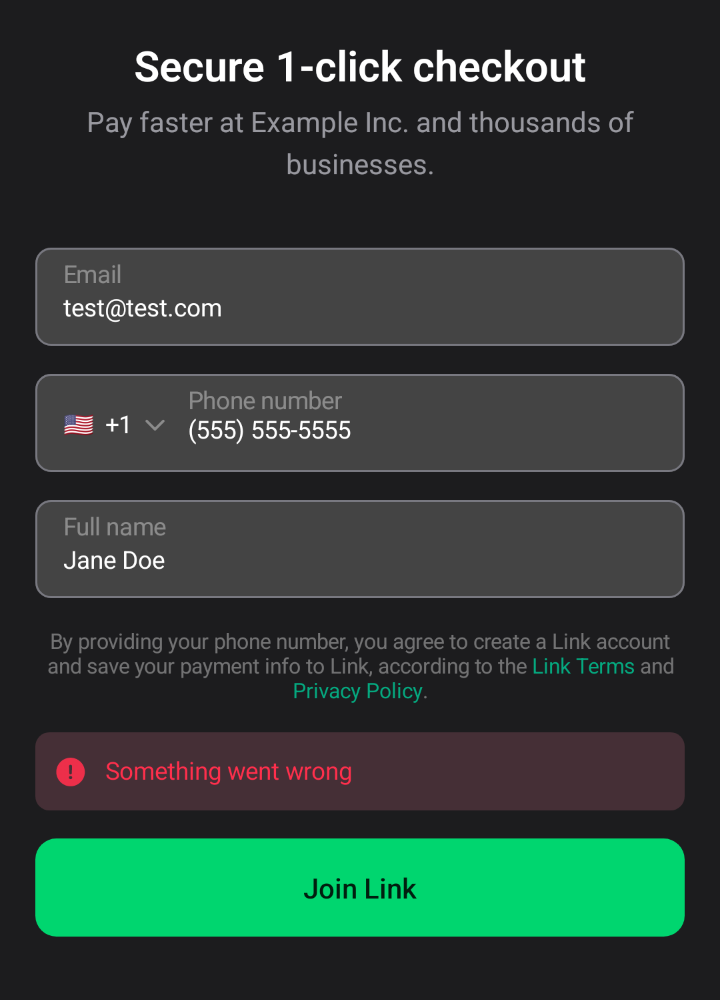 Secure 1-click checkout
Pay faster at Example Inc. and thousands of
businesses.
Email
test@test.com
Phone number
+1 (555) 555-5555
Full name
Jane Doe
By providing your phone number, you agree to create a Link account
and save your payment info to Link, according to the Link Terms and
Privacy Policy.
! Something went wrong
Join Link